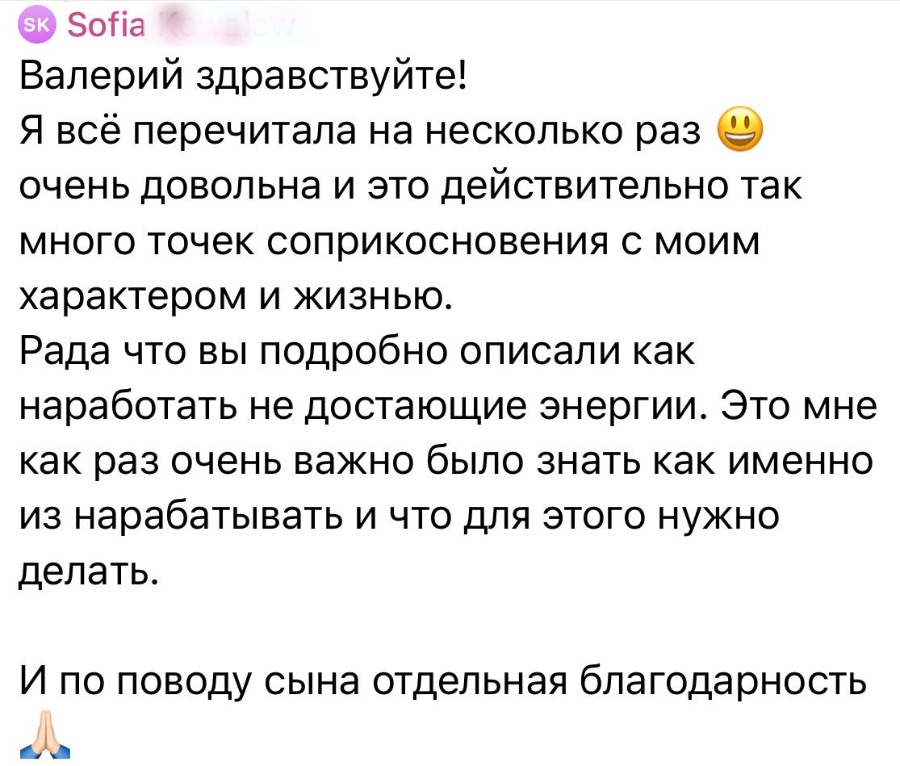 SK Sofia
Валерий здравствуйте!
Я всё перечитала на несколько раз 😃
очень довольна и это действительно так
много точек соприкосновения с моим
характером и жизнью.
Рада что вы подробно описали как
наработать не достающие энергии. Это мне
как раз очень важно было знать как именно
из нарабатывать и что для этого нужно
делать.
И по поводу сына отдельная благодарность
🙏🏻